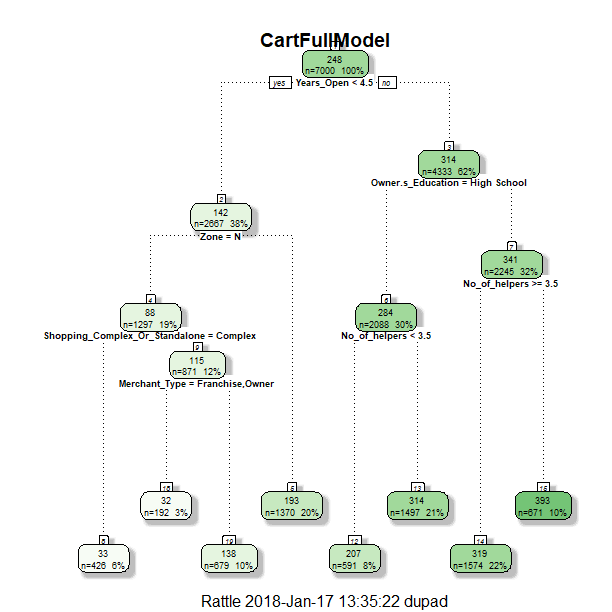 CartFullModel
1
248
n=7000 100%
yes Years_Open < 4.5 no
3
314
n=4333 62%
Owner.s_Education = High School
2
142
n=2667 38%
Zone = N
7
341
n=2245 32%
No_of_helpers >= 3.5
4
88
n=1297 19%
Shopping_Complex_Or_Standalone = Complex
6
284
n=2088 30%
No_of_helpers < 3.5
9
115
n=871 12%
Merchant_Type = Franchise,Owner
18
32
n=192 3%
5
193
n=1370 20%
13
314
n=1497 21%
15
393
n=671 10%
8
33
n=426 6%
19
138
n=679 10%
12
207
n=591 8%
14
319
n=1574 22%
Rattle 2018-Jan-17 13:35:22 dupad